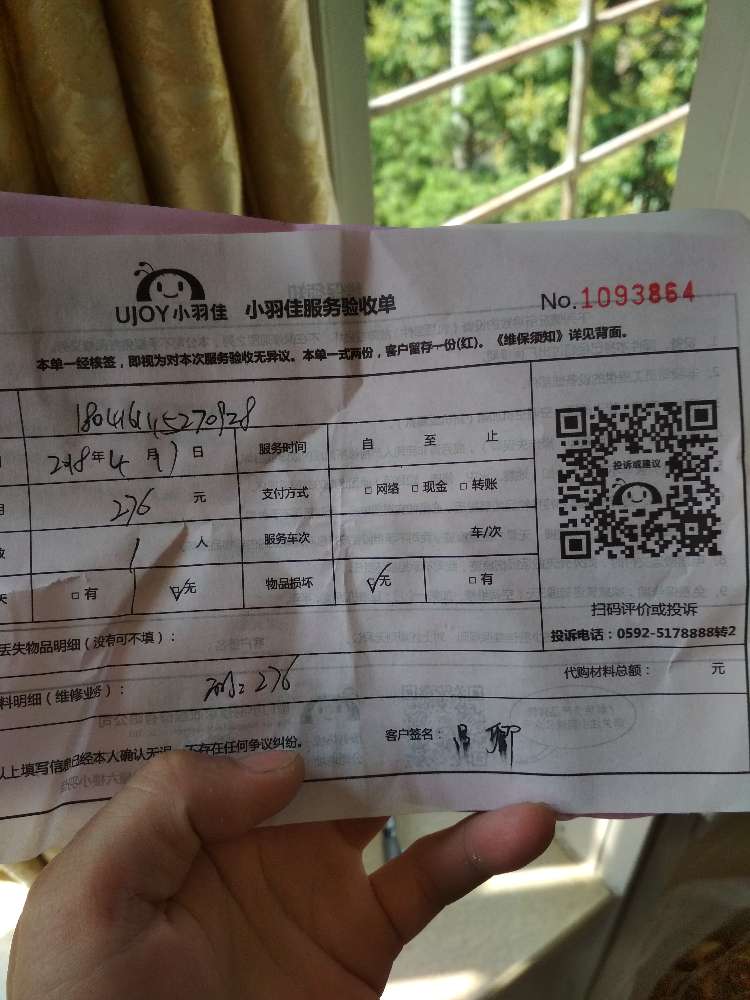 UJOY小羽佳 小羽佳服务验收单 No.1093864
本单一经核签，即视为对本次服务验收无异议。本单一式两份，客户留存一份(红)。《维保须知》详见背面。
2018年4月17日 服务时间 自 至 止
276 元 支付方式 □网络 □现金 □转账
1 人 服务车次 车/次
□有 ☑无 物品损坏 ☑无 □有
投诉或建议
扫码评价或投诉
投诉电话：0592-5178888转2
丢失物品明细（没有可不填）：
料明细（维修业务）： 276 代购材料总额： 元
以上填写信息已经本人确认无误，不存在任何争议纠纷。 客户签名：